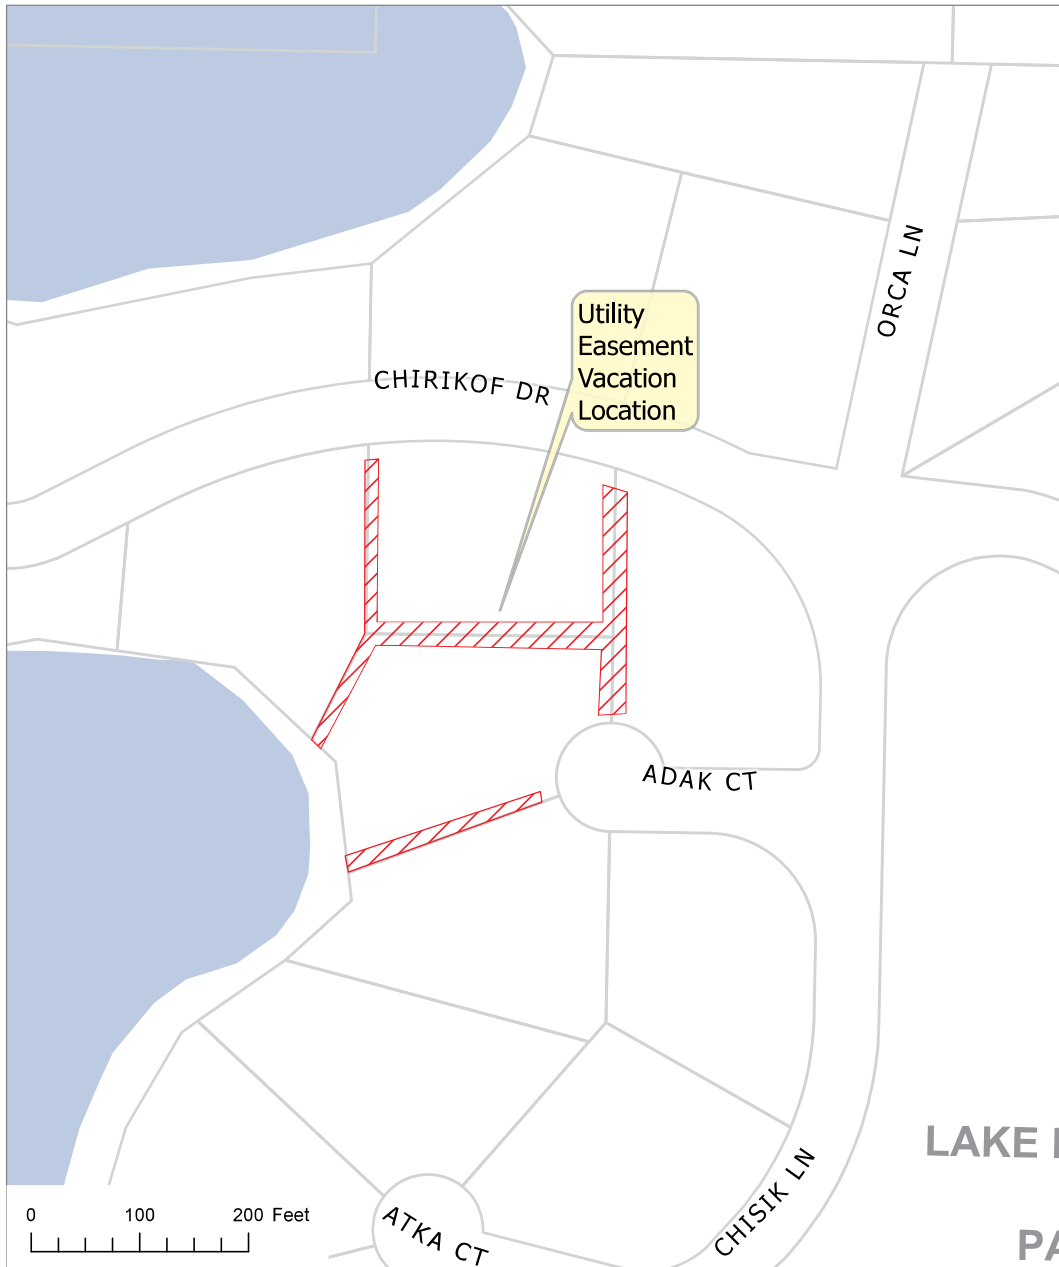 ORCA LN
Utility
Easement
Vacation
Location
CHIRIKOF DR
ADAK CT
LAKE
CHISIK LN
0 100 200 Feet
ATKA CT